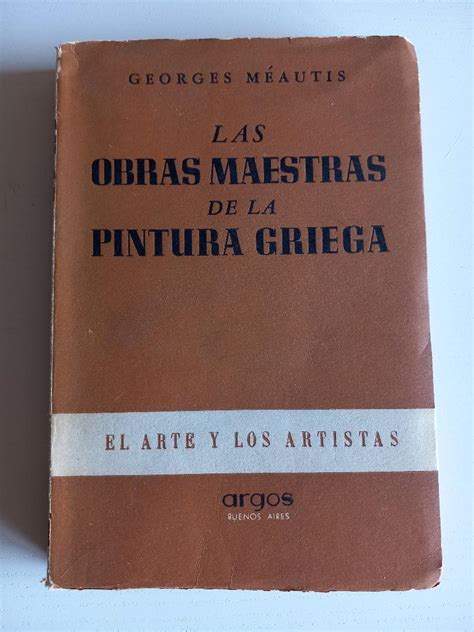 GEORGES MÉAUTIS
LAS
OBRAS MAESTRAS
DE LA
PINTURA GRIEGA
EL ARTE Y LOS ARTISTAS
argos
BUENOS AIRES